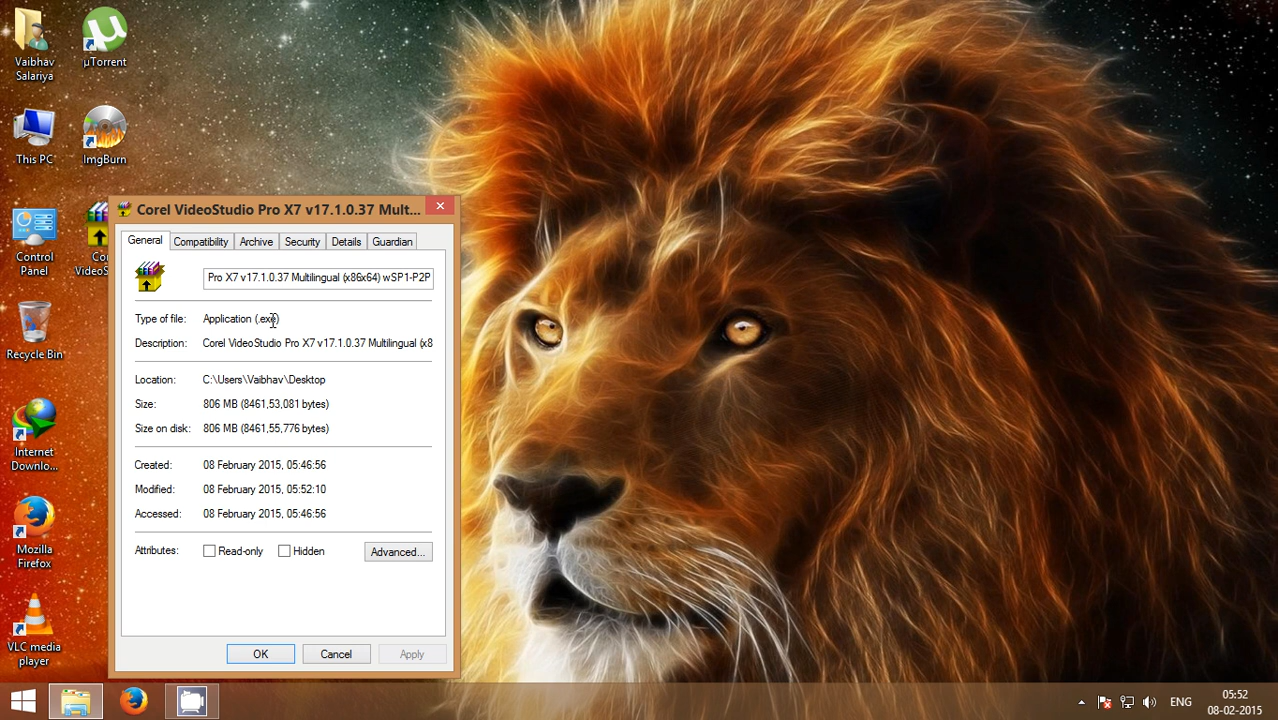 Vaibhav
Salariya
µTorrent
This PC
ImgBurn
Control
Panel
Recycle Bin
Internet
Downlo...
Mozilla
Firefox
VLC media
player
Corel VideoStudio Pro X7 v17.1.0.37 Mult...
General
Compatibility
Archive
Security
Details
Guardian
Pro X7 v17.1.0.37 Multilingual (x86x64) wSP1-P2P
Type of file: Application (.exe)
Description: Corel VideoStudio Pro X7 v17.1.0.37 Multilingual (x8
Location: C:\Users\Vaibhav\Desktop
Size: 806 MB (8461,53,081 bytes)
Size on disk: 806 MB (8461,55,776 bytes)
Created: 08 February 2015, 05:46:56
Modified: 08 February 2015, 05:52:10
Accessed: 08 February 2015, 05:46:56
Attributes: Read-only Hidden Advanced...
OK Cancel Apply
ENG
05:52
08-02-2015